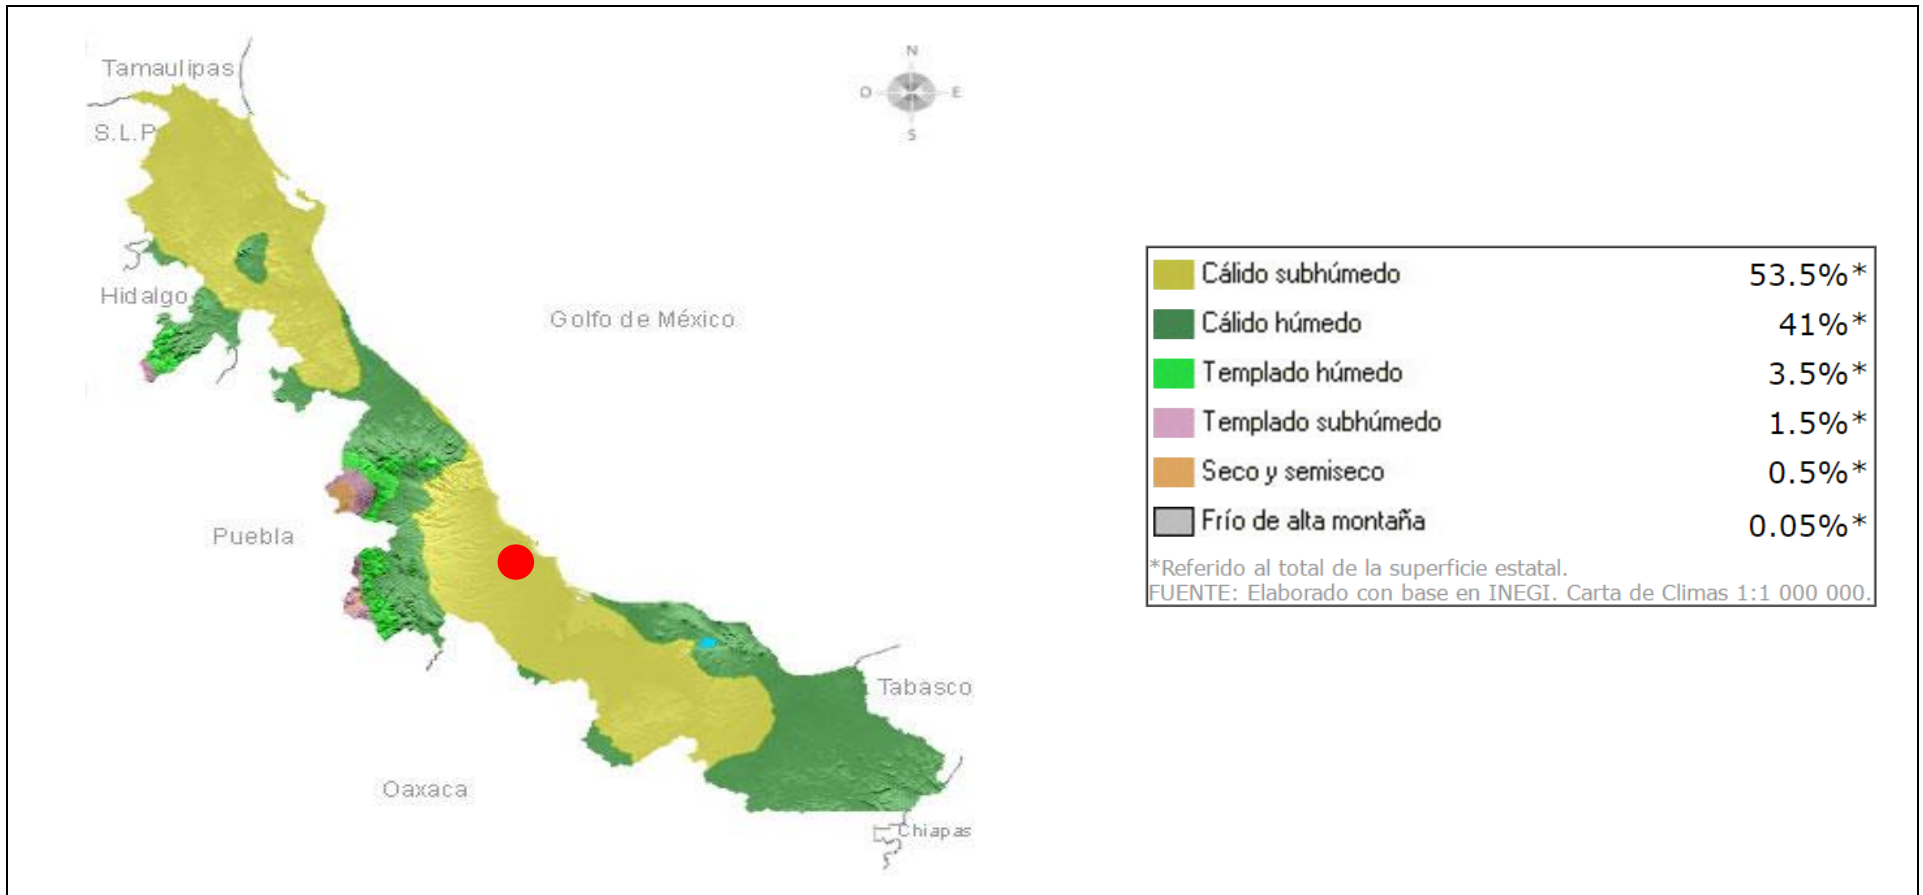 Tamaulipas
N
O
E
S
S.L.P
Hidalgo
Golfo de México
Puebla
Tabasco
Oaxaca
Chiapas
Cálido subhúmedo 53.5%*
Cálido húmedo 41%*
Templado húmedo 3.5%*
Templado subhúmedo 1.5%*
Seco y semiseco 0.5%*
Frío de alta montaña 0.05%*
*Referido al total de la superficie estatal.
FUENTE: Elaborado con base en INEGI. Carta de Climas 1:1 000 000.